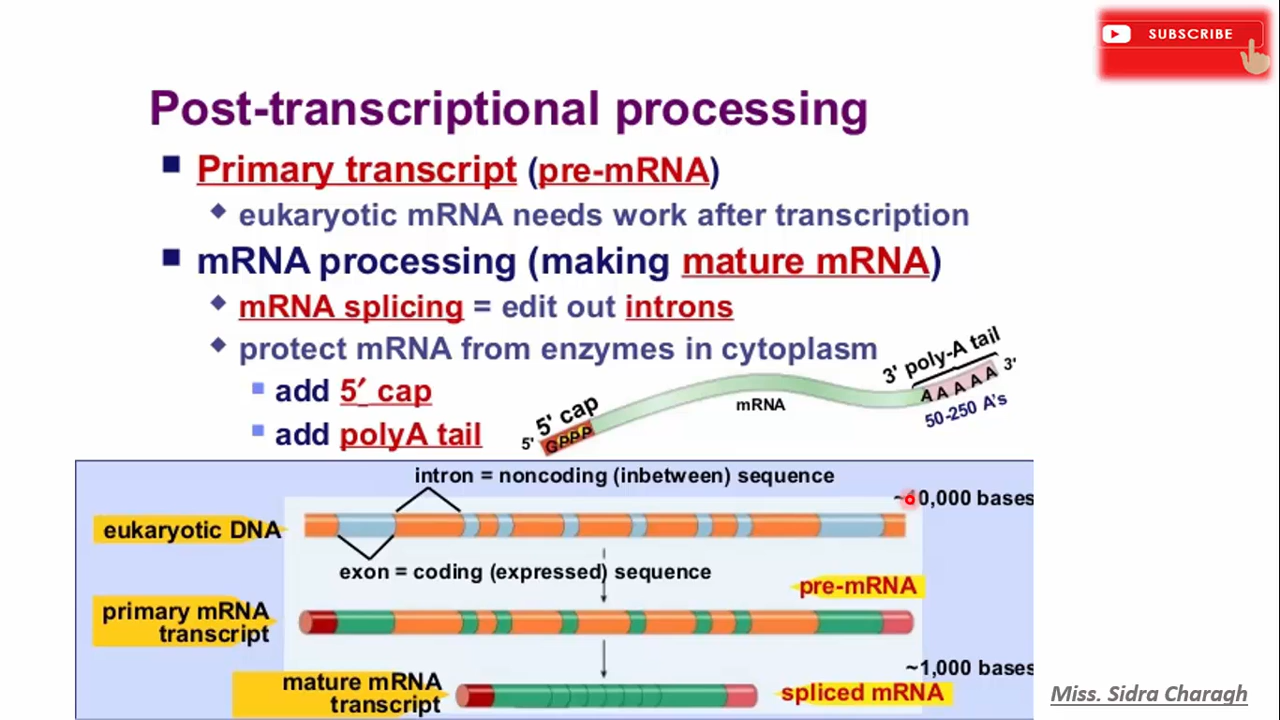 SUBSCRIBE
Post-transcriptional processing
Primary transcript (pre-mRNA)
eukaryotic mRNA needs work after transcription
mRNA processing (making mature mRNA)
mRNA splicing = edit out introns
protect mRNA from enzymes in cytoplasm
add 5′ cap
add polyA tail
5' cap
5'
GPPP
mRNA
3' poly-A tail
3'
A A A A A
50-250 A's
intron = noncoding (inbetween) sequence
0,000 bases
eukaryotic DNA
exon = coding (expressed) sequence
pre-mRNA
primary mRNA
transcript
~1,000 bases
mature mRNA
transcript
spliced mRNA
Miss. Sidra Charagh